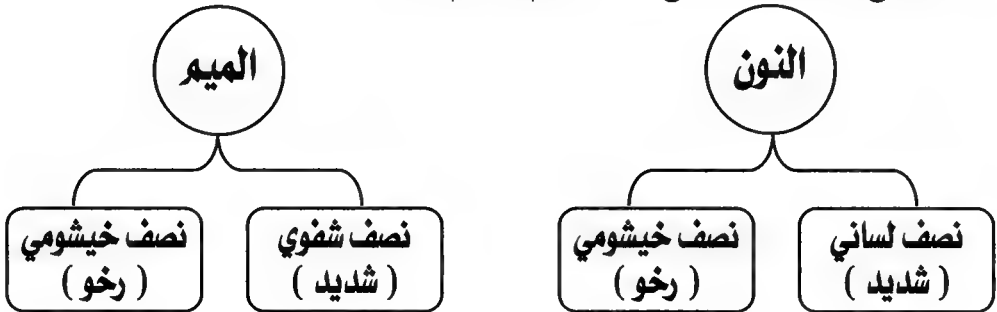 النون
نصف لساني
( شديد )
نصف خيشومي
( رخو )
الميم
نصف شفوي
( شديد )
نصف خيشومي
( رخو )